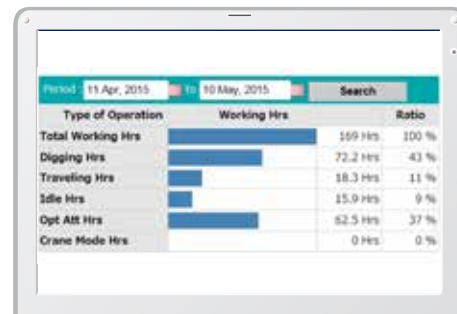 Period : 11 Apr, 2015 to 10 May, 2015 Search
Type of Operation Working Hrs Ratio
Total Working Hrs 169 Hrs 100 %
Digging Hrs 72.2 Hrs 43 %
Traveling Hrs 18.3 Hrs 11 %
Idle Hrs 15.9 Hrs 9 %
Opt Att Hrs 62.5 Hrs 37 %
Crane Mode Hrs 0 Hrs 0 %